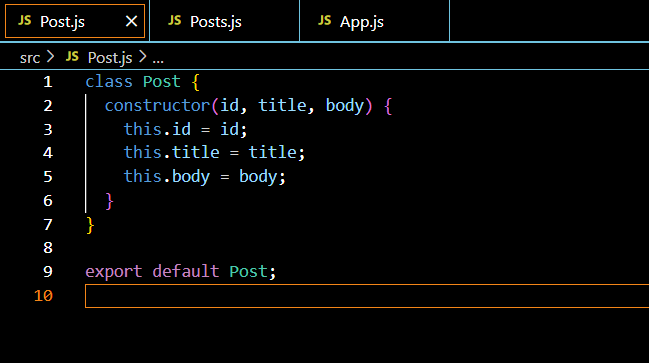 JS Post.js × JS Posts.js JS App.js
src > JS Post.js > ...
1 class Post {
2 constructor(id, title, body) {
3 this.id = id;
4 this.title = title;
5 this.body = body;
6 }
7 }
8
9 export default Post;
10